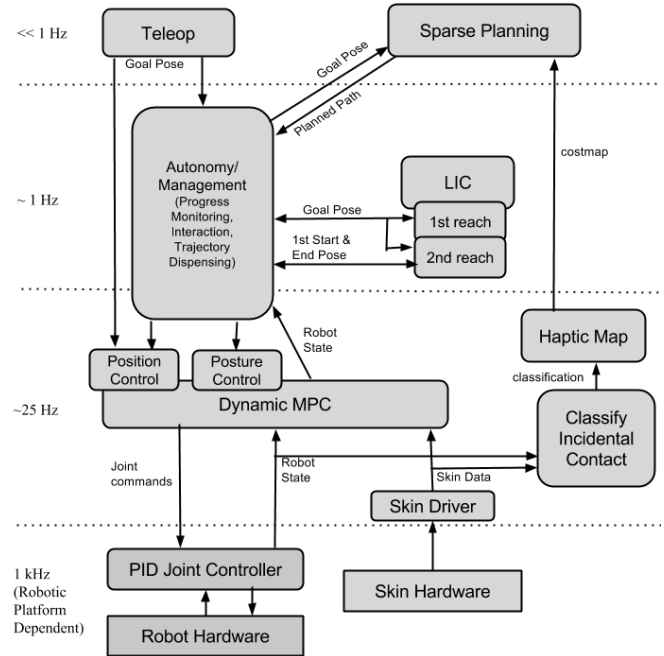 << 1 Hz
Teleop
Sparse Planning
Goal Pose
Goal Pose
Planned Path
~ 1 Hz
Autonomy/
Management
(Progress
Monitoring,
Interaction,
Trajectory
Dispensing)
costmap
LIC
1st reach
2nd reach
Goal Pose
1st Start &
End Pose
Robot
State
Haptic Map
Position
Control
Posture
Control
classification
~25 Hz
Dynamic MPC
Classify
Incidental
Contact
Joint
commands
Robot
State
Skin Data
Skin Driver
1 kHz
(Robotic
Platform
Dependent)
PID Joint Controller
Skin Hardware
Robot Hardware